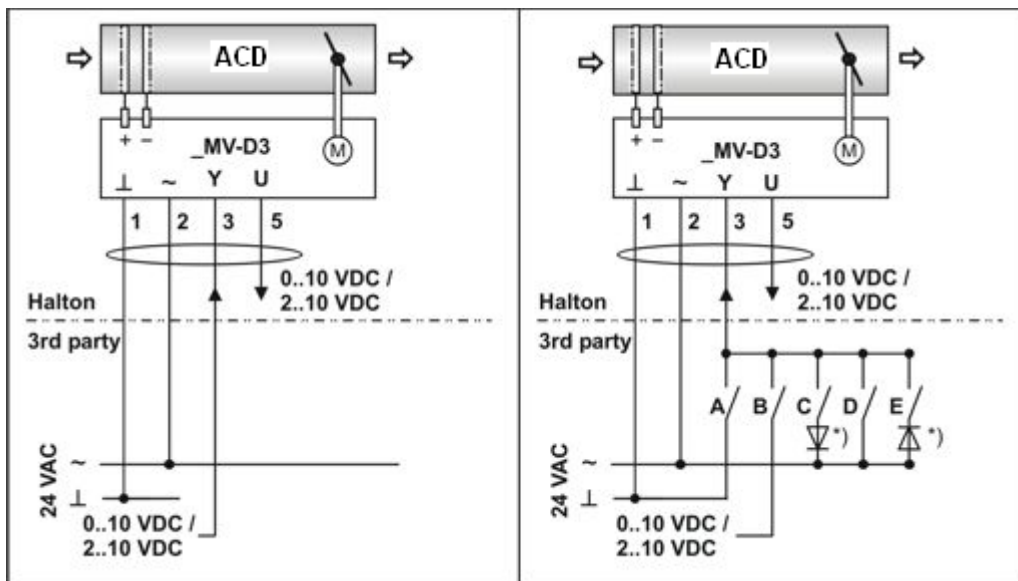 ACD
+ −
_MV-D3
M
⊥ ~ Y U
1 2 3 5
0..10 VDC /
2..10 VDC
Halton
3rd party
24 VAC
~
⊥
0..10 VDC /
2..10 VDC
ACD
+ −
_MV-D3
M
⊥ ~ Y U
1 2 3 5
0..10 VDC /
2..10 VDC
Halton
3rd party
A B C D E
*) *)
24 VAC
~
⊥
0..10 VDC /
2..10 VDC